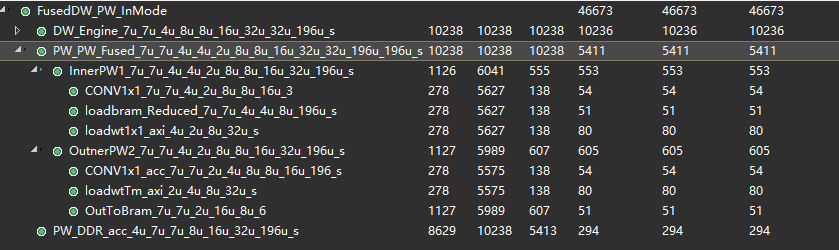 FusedDW_PW_InMode 46673 46673 46673
DW_Engine_7u_7u_4u_8u_8u_16u_32u_32u_196u_s 10238 10238 10238 10236 10236 10236
PW_PW_Fused_7u_7u_4u_4u_2u_8u_8u_16u_32u_32u_196u_196u_s 10238 10238 10238 5411 5411 5411
InnerPW1_7u_7u_4u_4u_2u_8u_8u_16u_32u_196u_s 1126 6041 555 553 553 553
CONV1x1_7u_7u_4u_2u_8u_8u_16u_3 278 5627 138 54 54 54
loadbram_Reduced_7u_7u_4u_4u_8u_196u_s 278 5627 138 51 51 51
loadwt1x1_axi_4u_2u_8u_32u_s 278 5627 138 80 80 80
OutnerPW2_7u_7u_4u_2u_8u_8u_16u_32u_196u_s 1127 5989 607 605 605 605
CONV1x1_acc_7u_7u_4u_8u_8u_16u_196_s 278 5575 138 54 54 54
loadwtTm_axi_2u_4u_8u_32u_s 278 5575 138 80 80 80
OutToBram_7u_7u_2u_16u_8u_6 1127 5989 607 51 51 51
PW_DDR_acc_4u_7u_7u_8u_16u_32u_196u_s 8629 10238 5413 294 294 294